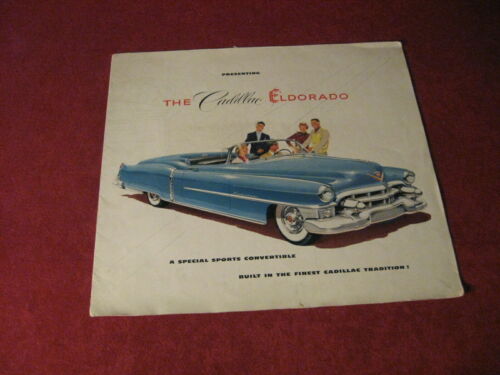 PRESENTING
THE Cadillac ELDORADO
A SPECIAL SPORTS CONVERTIBLE
BUILT IN THE FINEST CADILLAC TRADITION!